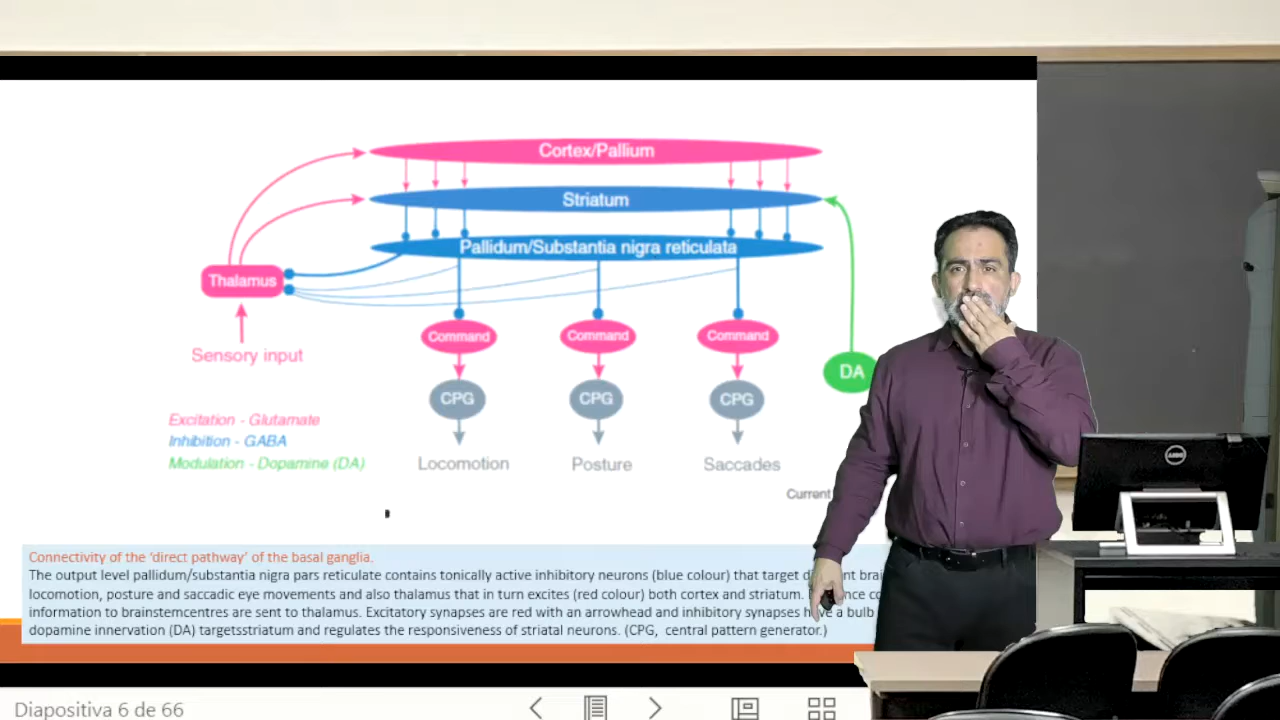 Cortex/Pallium
Striatum
Pallidum/Substantia nigra reticulata
Thalamus
Sensory input
Command Command Command
CPG CPG CPG
DA
Excitation - Glutamate
Inhibition - GABA
Modulation - Dopamine (DA)
Locomotion Posture Saccades
Current
Connectivity of the 'direct pathway' of the basal ganglia.
The output level pallidum/substantia nigra pars reticulate contains tonically active inhibitory neurons (blue colour) that target
locomotion, posture and saccadic eye movements and also thalamus that in turn excites (red colour) both cortex and striatum.
information to brainstemcentres are sent to thalamus. Excitatory synapses are red with an arrowhead and inhibitory synapses have a bulb
dopamine innervation (DA) targetsstriatum and regulates the responsiveness of striatal neurons. (CPG, central pattern generator.)
Diapositiva 6 de 66